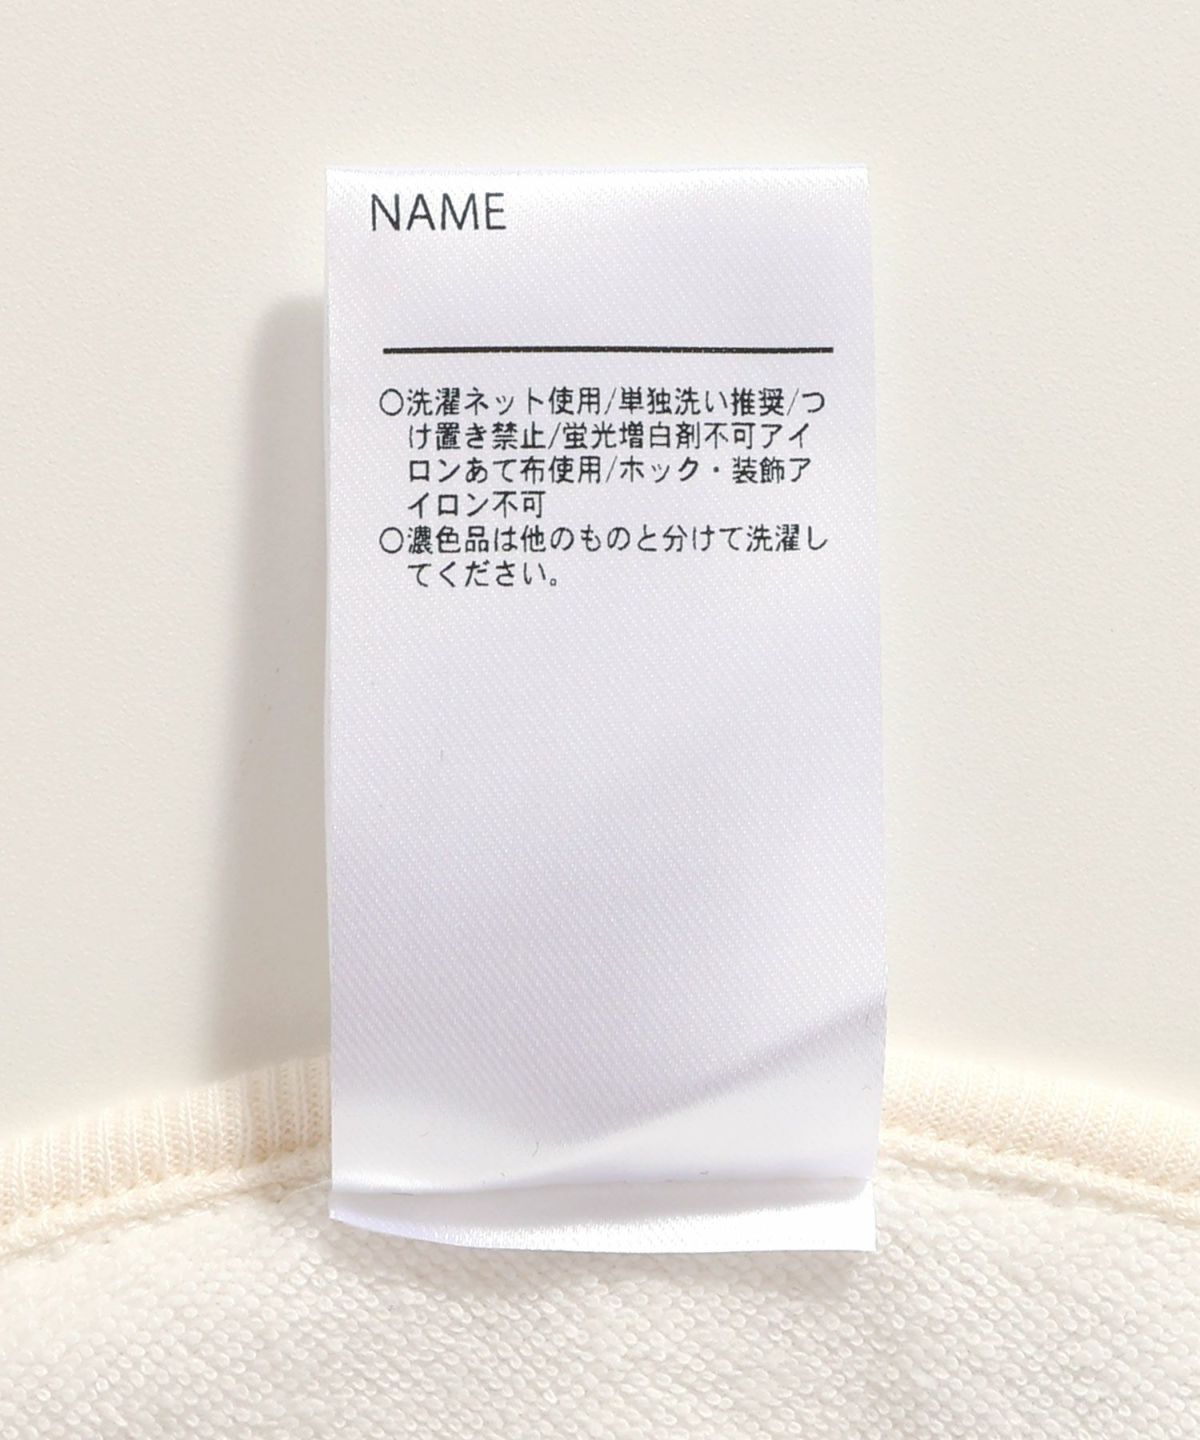 NAME
○洗濯ネット使用/単独洗い推奨/つ
け置き禁止/蛍光増白剤不可アイ
ロンあて布使用/ホック・装飾ア
イロン不可
○濃色品は他のものと分けて洗濯し
てください。